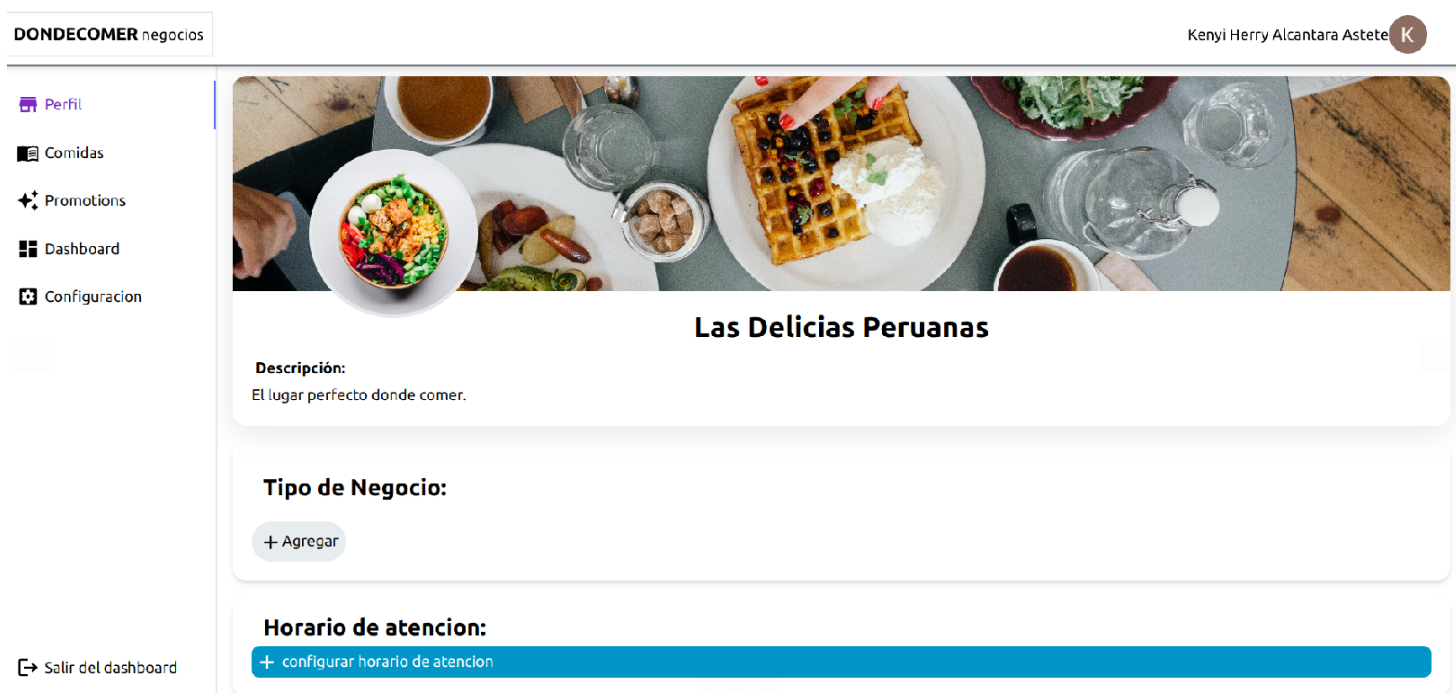 DONDECOMER negocios
Kenyi Herry Alcantara Astete K
Perfil
Comidas
Promotions
Dashboard
Configuracion
Salir del dashboard
Las Delicias Peruanas
Descripción:
El lugar perfecto donde comer.
Tipo de Negocio:
+ Agregar
Horario de atencion:
+ configurar horario de atencion